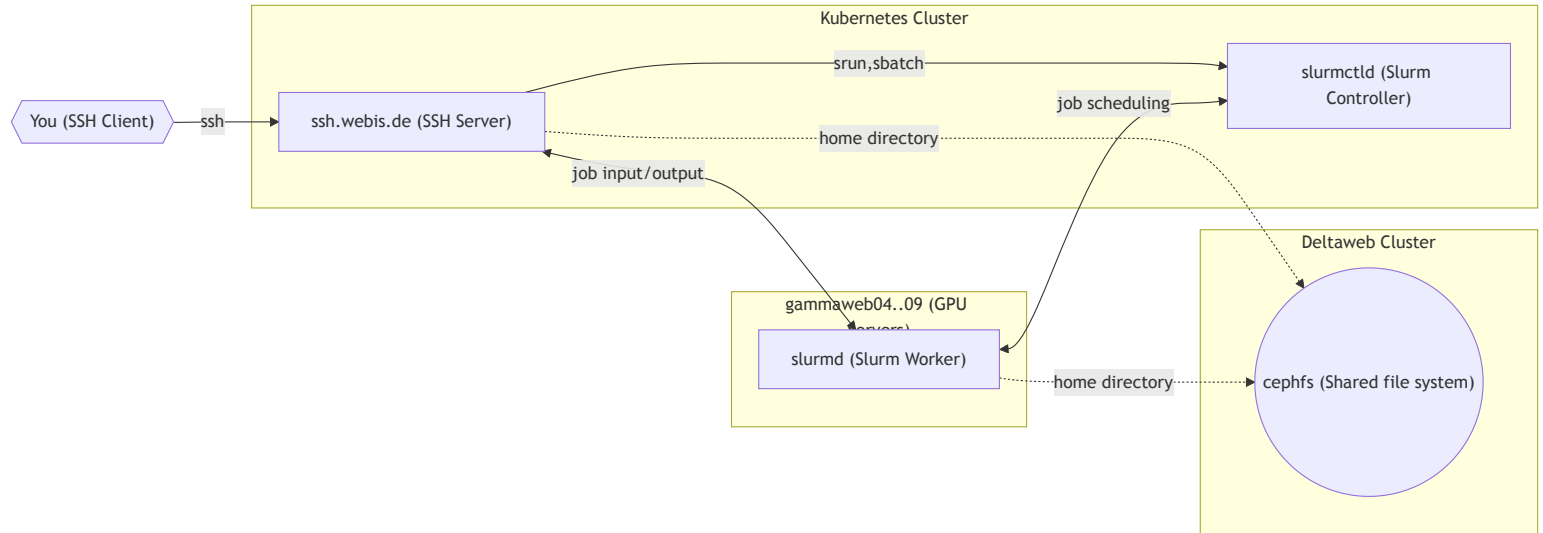 Kubernetes Cluster
srun,sbatch
slurmctld (Slurm
Controller)
job scheduling
You (SSH Client)
ssh
ssh.webis.de (SSH Server)
home directory
job input/output
Deltaweb Cluster
gammaweb04..09 (GPU
slurmd (Slurm Worker)
home directory
cephfs (Shared file system)